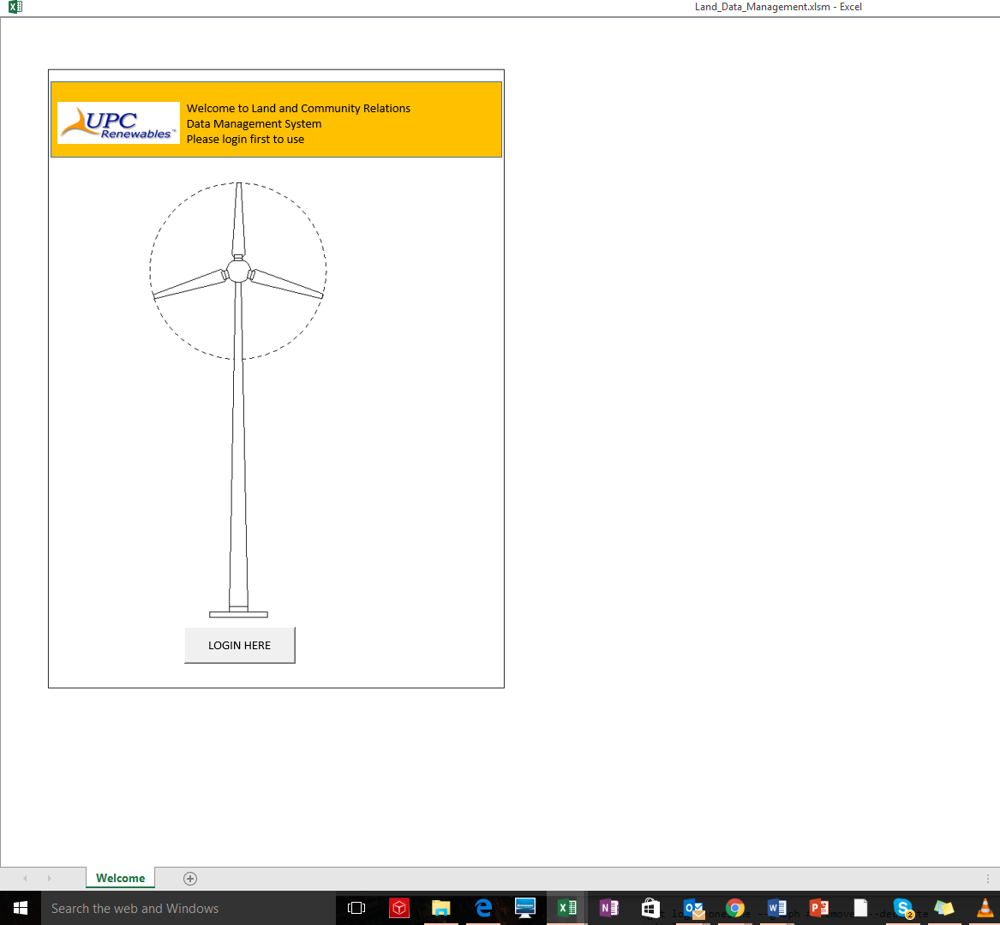 Land_Data_Management.xlsm - Excel
UPC
Renewables™
Welcome to Land and Community Relations
Data Management System
Please login first to use
LOGIN HERE
Welcome
Search the web and Windows
2